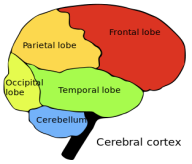 Frontal lobe
Parietal lobe
Occipital
lobe
Temporal lobe
Cerebellum
Cerebral cortex